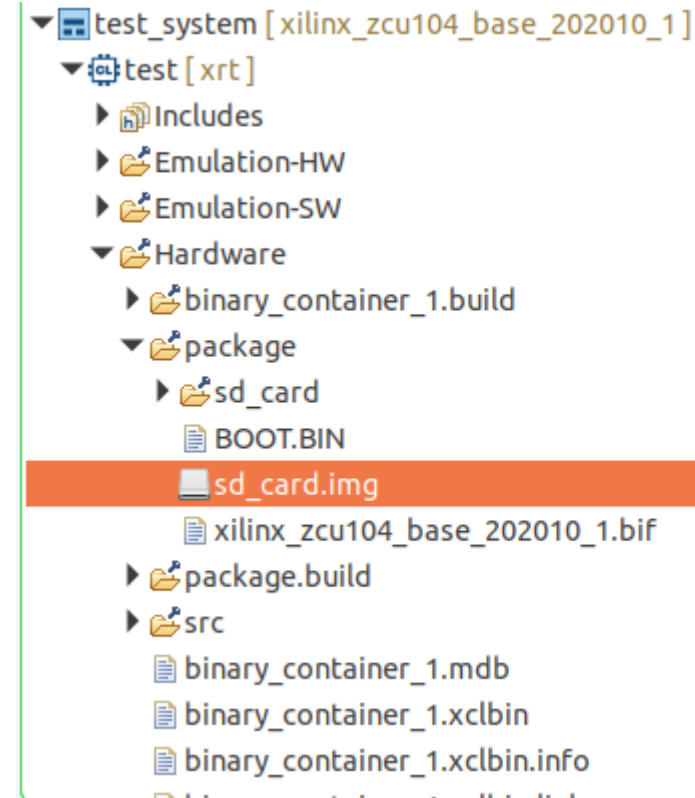 test_system [ xilinx_zcu104_base_202010_1 ]
test [ xrt ]
Includes
Emulation-HW
Emulation-SW
Hardware
binary_container_1.build
package
sd_card
BOOT.BIN
sd_card.img
xilinx_zcu104_base_202010_1.bif
package.build
src
binary_container_1.mdb
binary_container_1.xclbin
binary_container_1.xclbin.info